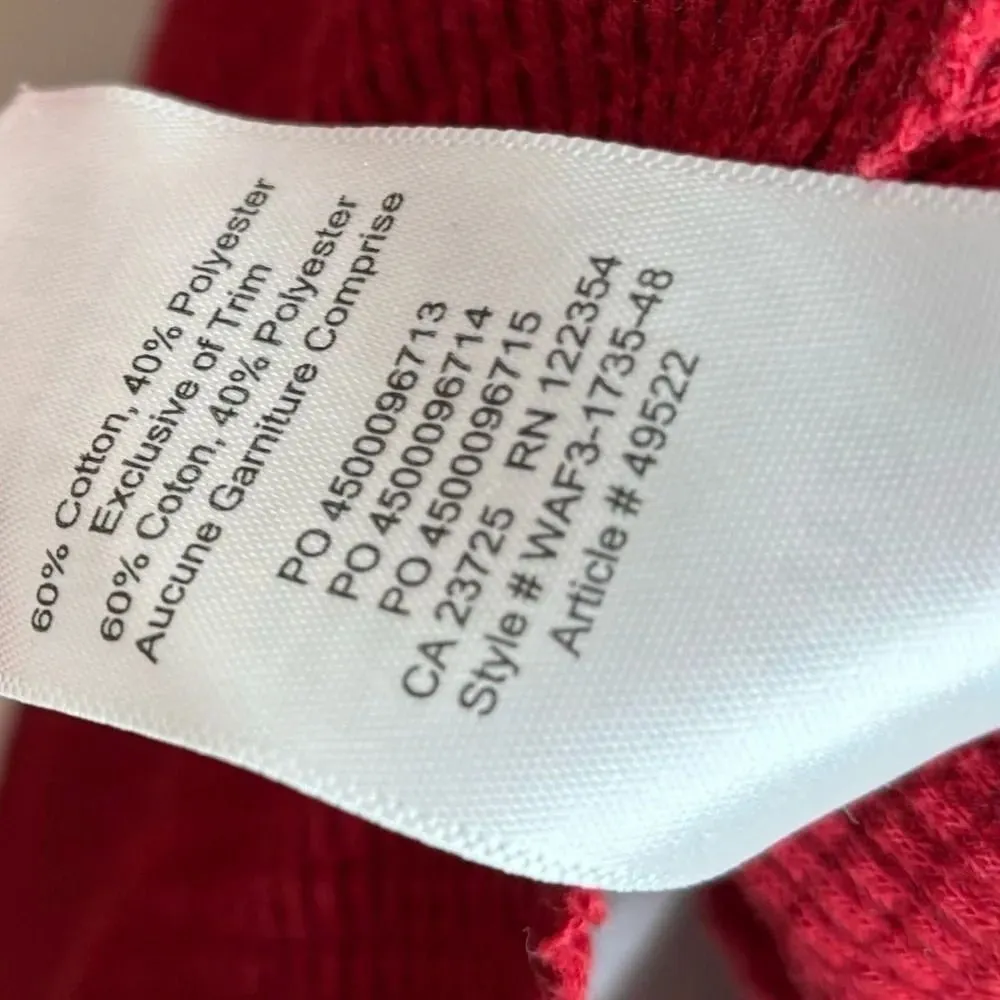 60% Cotton, 40% Polyester
Exclusive of Trim
60% Coton, 40% Polyester
Aucune Garniture Comprise
PO 4500096713
PO 4500096714
PO 4500096715
CA 23725 RN 122354
Style # WAF3-1735-48
Article # 49522